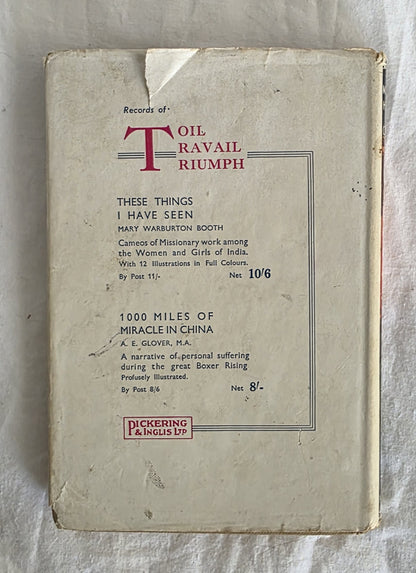 Records of·
TOIL
TRAVAIL
TRIUMPH
THESE THINGS
I HAVE SEEN
MARY WARBURTON BOOTH
Cameos of Missionary work among
the Women and Girls of India.
With 12 Illustrations in Full Colours.
By Post 11/- Net 10/6
1000 MILES OF
MIRACLE IN CHINA
A. E. GLOVER, M.A.
A narrative of personal suffering
during the great Boxer Rising
Profusely Illustrated.
By Post 8/6 Net 8/-
PICKERING
& INGLIS LTD